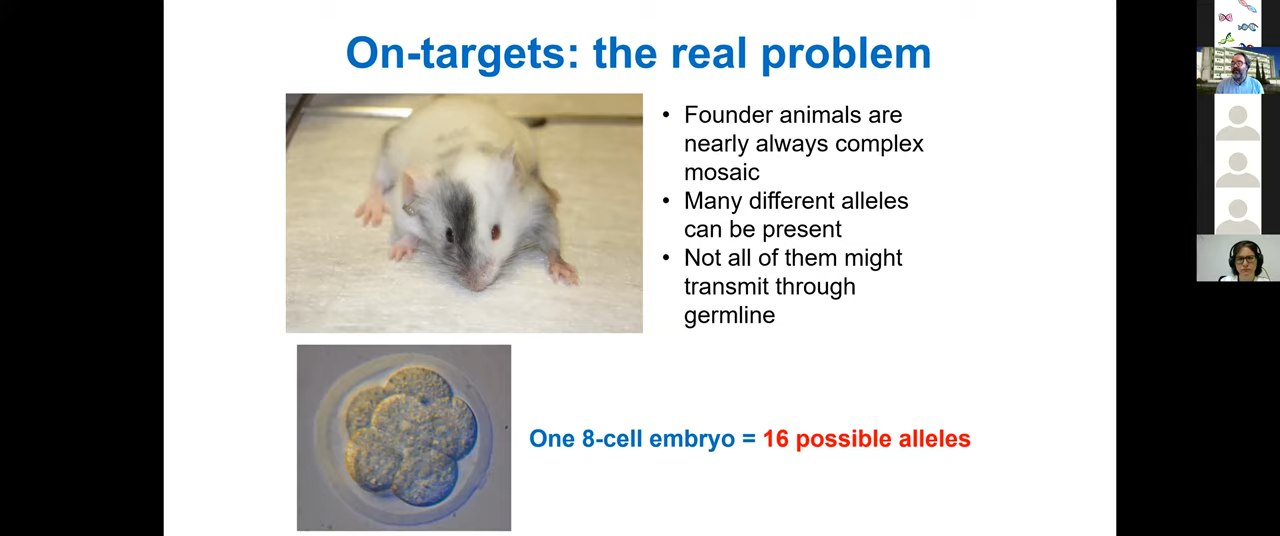 On-targets: the real problem
• Founder animals are
nearly always complex
mosaic
• Many different alleles
can be present
• Not all of them might
transmit through
germline
One 8-cell embryo = 16 possible alleles